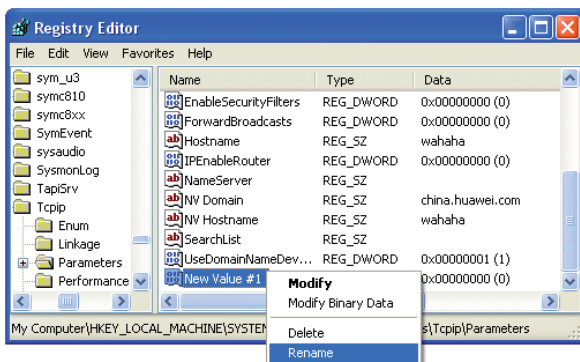 Registry Editor
File Edit View Favorites Help
sym_u3
symc810
symc8xx
SymEvent
sysaudio
SysmonLog
TapiSrv
Tcpip
Enum
Linkage
Parameters
Performance
Name Type Data
EnableSecurityFilters REG_DWORD 0x00000000 (0)
ForwardBroadcasts REG_DWORD 0x00000000 (0)
Hostname REG_SZ wahaha
IPEnableRouter REG_DWORD 0x00000000 (0)
NameServer REG_SZ
NV Domain REG_SZ china.huawei.com
NV Hostname REG_SZ wahaha
SearchList REG_SZ
UseDomainNameDev... REG_DWORD 0x00000001 (1)
New Value #1 0x00000000 (0)
Modify
Modify Binary Data
Delete
Rename
My Computer\HKEY_LOCAL_MACHINE\SYSTEM s\Tcpip\Parameters